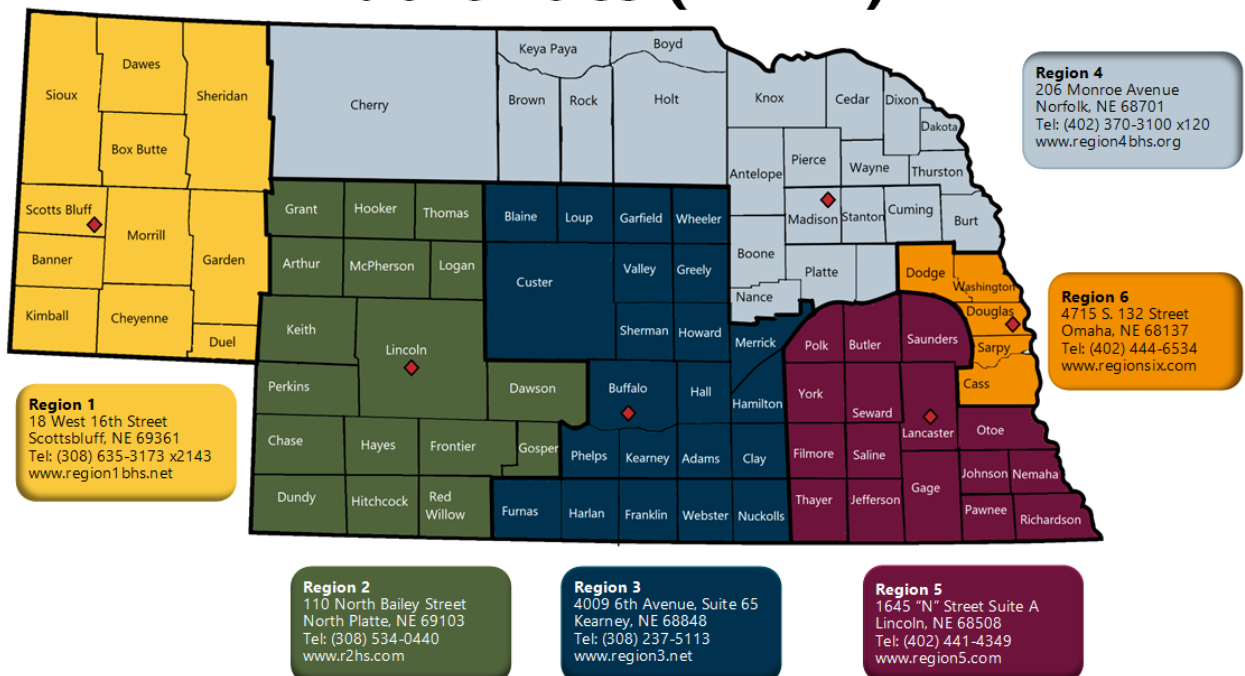 Keya Paya
Boyd
Dawes
Sioux
Sheridan
Cherry
Brown
Rock
Holt
Knox
Cedar
Dixon
Dakota
Box Butte
Pierce
Wayne
Antelope
Thurston
Scotts Bluff
Morrill
Grant
Hooker
Thomas
Blaine
Loup
Garfield
Wheeler
Madison
Stanton
Cuming
Burt
Banner
Garden
Arthur
McPherson
Logan
Custer
Valley
Greely
Boone
Platte
Nance
Dodge
Washington
Kimball
Cheyenne
Duel
Keith
Lincoln
Sherman
Howard
Merrick
Polk
Butler
Saunders
Douglas
Sarpy
Cass
Perkins
Dawson
Buffalo
Hall
Hamilton
York
Seward
Lancaster
Otoe
Chase
Hayes
Frontier
Gosper
Phelps
Kearney
Adams
Clay
Filmore
Saline
Gage
Johnson
Nemaha
Dundy
Hitchcock
Red
Willow
Furnas
Harlan
Franklin
Webster
Nuckolls
Thayer
Jefferson
Pawnee
Richardson
Region 4
206 Monroe Avenue
Norfolk, NE 68701
Tel: (402) 370-3100 x120
www.region4bhs.org
Region 6
4715 S. 132 Street
Omaha, NE 68137
Tel: (402) 444-6534
www.regionsix.com
Region 1
18 West 16th Street
Scottsbluff, NE 69361
Tel: (308) 635-3173 x2143
www.region1bhs.net
Region 2
110 North Bailey Street
North Platte, NE 69103
Tel: (308) 534-0440
www.r2hs.com
Region 3
4009 6th Avenue, Suite 65
Kearney, NE 68848
Tel: (308) 237-5113
www.region3.net
Region 5
1645 "N" Street Suite A
Lincoln, NE 68508
Tel: (402) 441-4349
www.region5.com